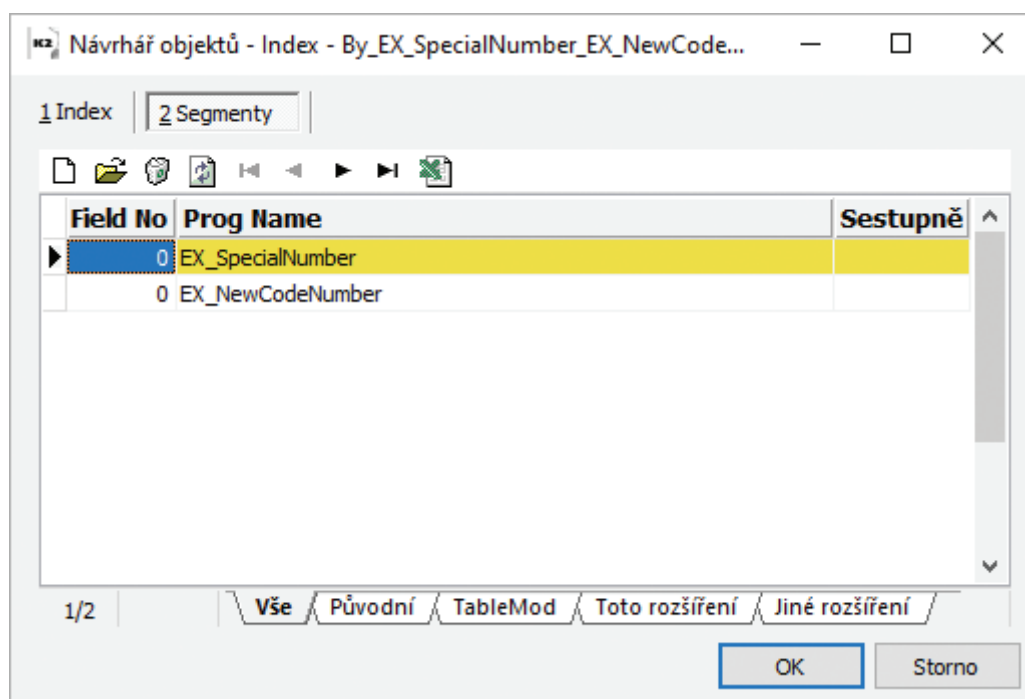 K2 Návrhář objektů - Index - By_EX_SpecialNumber_EX_NewCode...
1 Index 2 Segmenty
Field No Prog Name Sestupně
0 EX_SpecialNumber
0 EX_NewCodeNumber
1/2 Vše Původní TableMod Toto rozšíření Jiné rozšíření
OK Storno